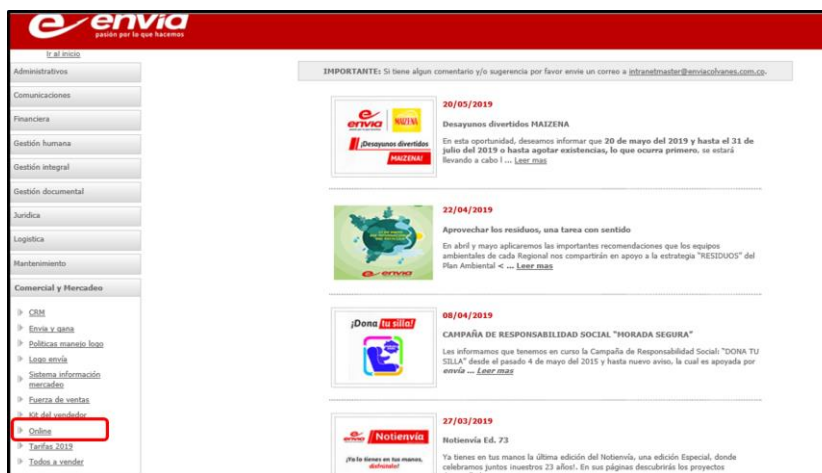 envía
pasión por lo que hacemos
Ir al inicio
Administrativos
Comunicaciones
Financiera
Gestión humana
Gestión integral
Gestión documental
Juridica
Logistica
Mantenimiento
Comercial y Mercadeo
CRM
Envia y gana
Politicas manejo logo
Logo envía
Sistema información
mercadeo
Fuerza de ventas
Kit del vendedor
Online
Tarifas 2019
Todos a vender
IMPORTANTE: Si tiene algun comentario y/o sugerencia por favor envie un correo a intranetmaster@enviacolvanes.com.co.
envía
MAIZENA
¡Desayunos divertidos
MAIZENA!
20/05/2019
Desayunos divertidos MAIZENA
En esta oportunidad, deseamos informar que 20 de mayo del 2019 y hasta el 31 de
julio del 2019 o hasta agotar existencias, lo que ocurra primero, se estará
llevando a cabo l ... Leer mas
envía
22/04/2019
Aprovechar los residuos, una tarea con sentido
En abril y mayo aplicaremos las importantes recomendaciones que los equipos
ambientales de cada Regional nos compartirán en apoyo a la estrategia "RESIDUOS" del
Plan Ambiental < ... Leer mas
¡Dona tu silla!
08/04/2019
CAMPAÑA DE RESPONSABILIDAD SOCIAL "MORADA SEGURA"
Les informamos que tenemos en curso la Campaña de Responsabilidad Social: "DONA TU
SILLA" desde el pasado 4 de mayo del 2015 y hasta nuevo aviso, la cual es apoyada por
envía ... Leer mas
envía
Notienvía
¡Ya lo tienes en tus manos,
disfrútalo!
27/03/2019
Notienvía Ed. 73
Ya tienes en tus manos la última edición del Notienvía, una edición Especial, donde
celebramos juntos inuestros 23 años!. En sus páginas descubrirás los proyectos